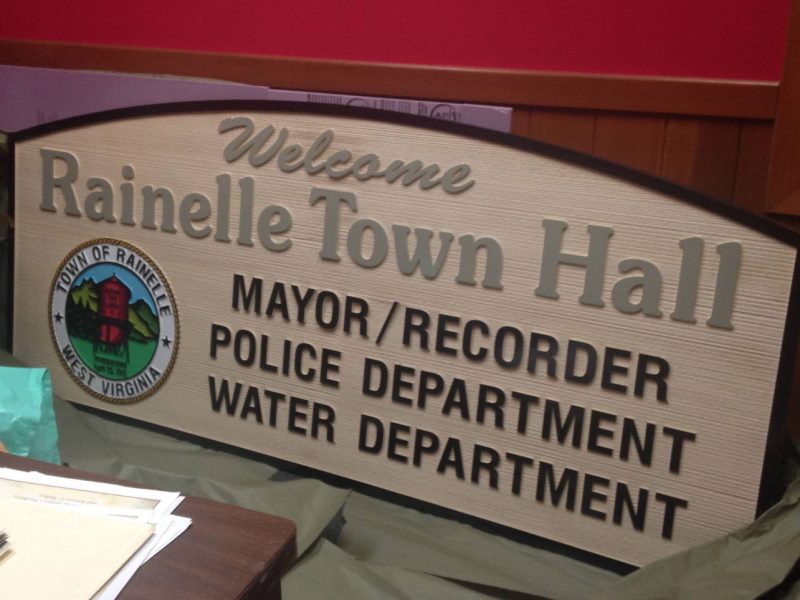 Welcome
Rainelle Town Hall
TOWN OF RAINELLE
WEST VIRGINIA
MAYOR/RECORDER
POLICE DEPARTMENT
WATER DEPARTMENT